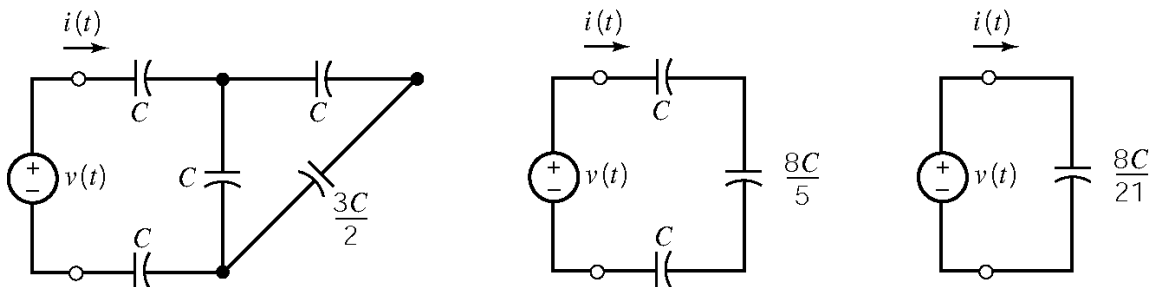 i(t)
C
C
+
−
v(t)
C
3C/2
C
i(t)
C
+
−
v(t)
8C/5
C
i(t)
+
−
v(t)
8C/21